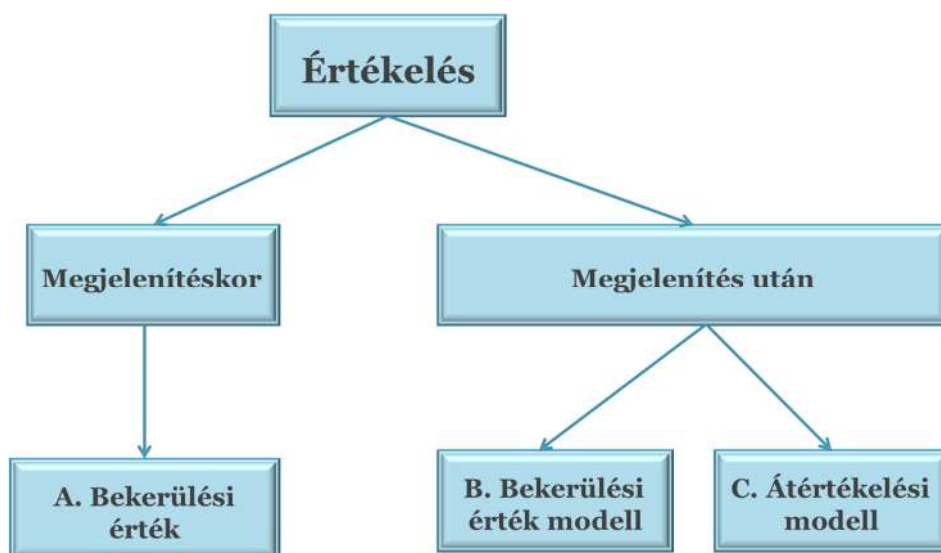 Értékelés
Megjelenítéskor
Megjelenítés után
A. Bekerülési
érték
B. Bekerülési
érték modell
C. Átértékelési
modell